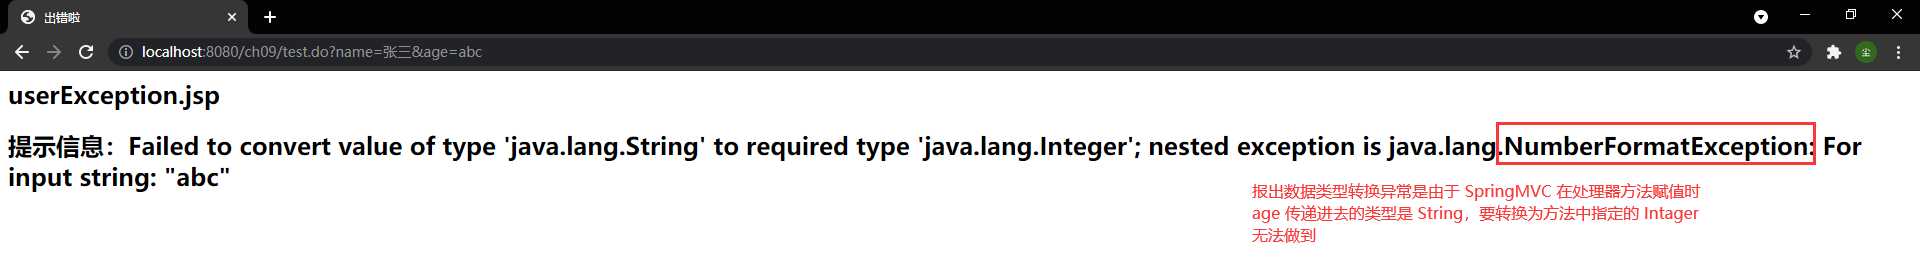 出错啦
localhost:8080/ch09/test.do?name=张三&age=abc
尘
userException.jsp
提示信息：Failed to convert value of type 'java.lang.String' to required type 'java.lang.Integer'; nested exception is java.lang.NumberFormatException: For
input string: "abc"
报出数据类型转换异常是由于 SpringMVC 在处理器方法赋值时
age 传递进去的类型是 String，要转换为方法中指定的 Intager
无法做到